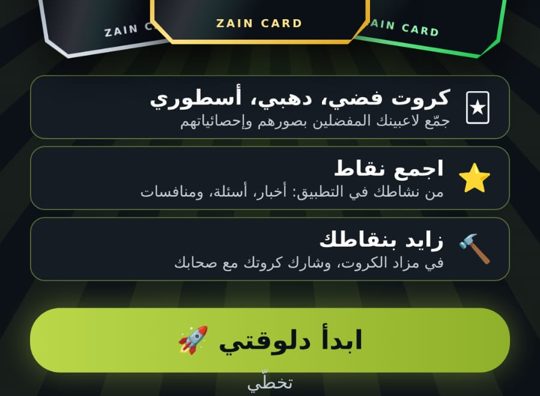 ZAIN C
ZAIN CARD
AIN CARD
كروت فضي، دهبي، أسطوري
جمّع لاعبينك المفضلين بصورهم وإحصائياتهم
اجمع نقاط
من نشاطك في التطبيق: أخبار، أسئلة، ومنافسات
زايد بنقاطك
في مزاد الكروت، وشارك كروتك مع صحابك
ابدأ دلوقتي 🚀
تخطّي